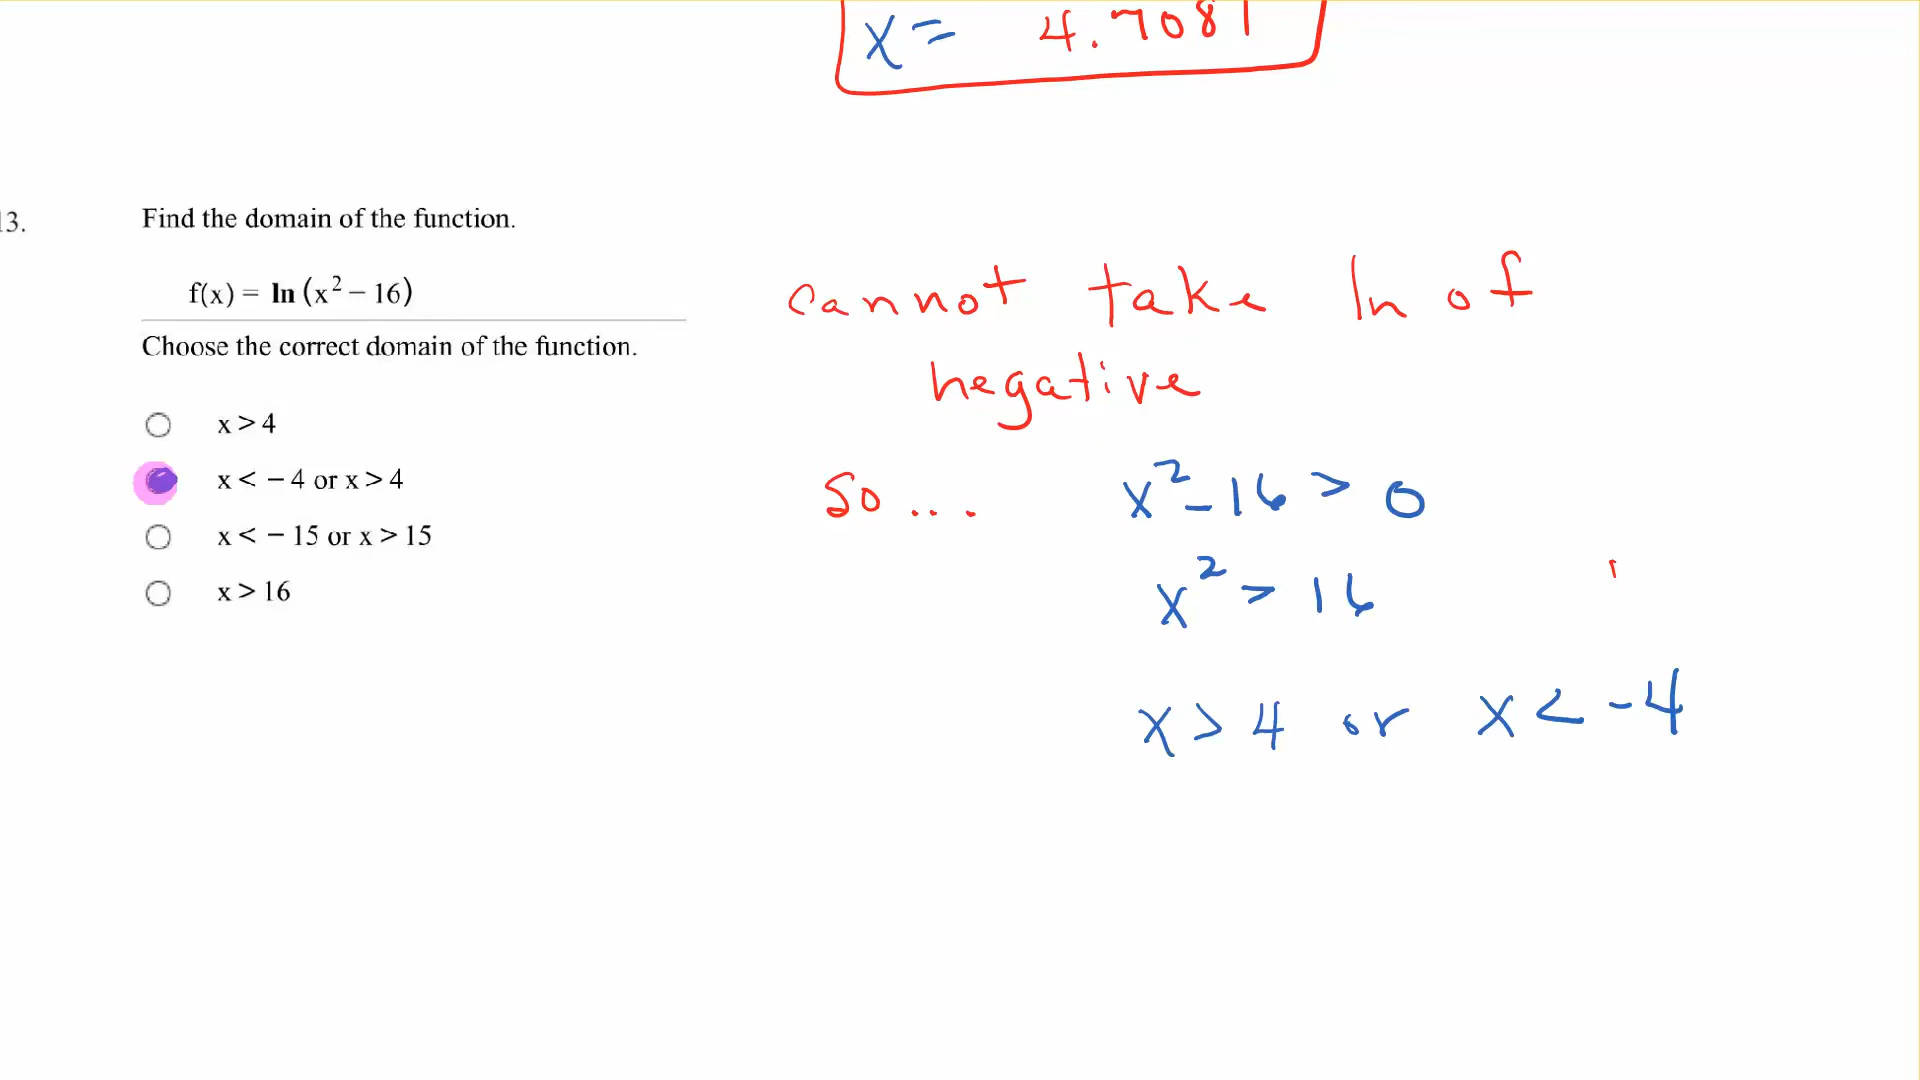 x = 4.7081
13.
Find the domain of the function.
f(x) = ln (x² − 16)
Choose the correct domain of the function.
x > 4
x < − 4 or x > 4
x < − 15 or x > 15
x > 16
cannot take ln of
negative
So ... x² - 16 > 0
x² > 16
x > 4 or x < -4